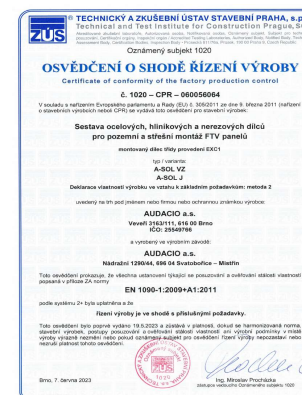 TECHNICKÝ A ZKUŠEBNÍ ÚSTAV STAVEBNÍ PRAHA, s.p.
Technical and Test Institute for Construction Prague, SOE
Oznámený subjekt 1020
OSVĚDČENÍ O SHODĚ ŘÍZENÍ VÝROBY
Certificate of conformity of the factory production control
č. 1020 – CPR – 060056064
V souladu s nařízením Evropského parlamentu a Rady (EU) č. 305/2011 ze dne 9. března 2011 (nařízení
o stavebních výrobcích neboli CPR) se vydává toto osvědčení pro stavební výrobek:
Sestava ocelových, hliníkových a nerezových dílců
pro pozemní a střešní montáž FTV panelů
montovaný dílec třídy provedení EXC1
typ / varianta:
A-SOL VZ
A-SOL J
Deklarace vlastností výrobku ve vztahu k základním požadavkům: metoda 2
uvedený na trh pod jménem nebo firmou nebo ochrannou známkou výrobce:
AUDACIO a.s.
Veveří 3163/111, 616 00 Brno
IČO: 25549766
a vyrobený ve výrobním závodě:
AUDACIO a.s.
Nádražní 1290/44, 696 04 Svatobořice – Mistřín
Toto osvědčení prokazuje, že všechna ustanovení týkající se posuzování a ověřování stálosti vlastností
popsaná v příloze ZA normy
EN 1090-1:2009+A1:2011
podle systému 2+ byla uplatněna a že
řízení výroby je ve shodě s příslušnými požadavky.
Toto osvědčení bylo poprvé vydáno 19.5.2023 a zůstává v platnosti, dokud se harmonizovaná norma,
stavební výrobek, postupy posuzování a ověřování stálosti vlastností ani výrobní podmínky v místě
výroby výrazně nezmění nebo pokud oznámený subjekt pro osvědčení řízení výroby nepozastaví nebo
nezruší platnost tohoto osvědčení.
Brno, 7. června 2023
Ing. Miroslav Procházka
zástupce vedoucího Oznámeného subjektu 1020